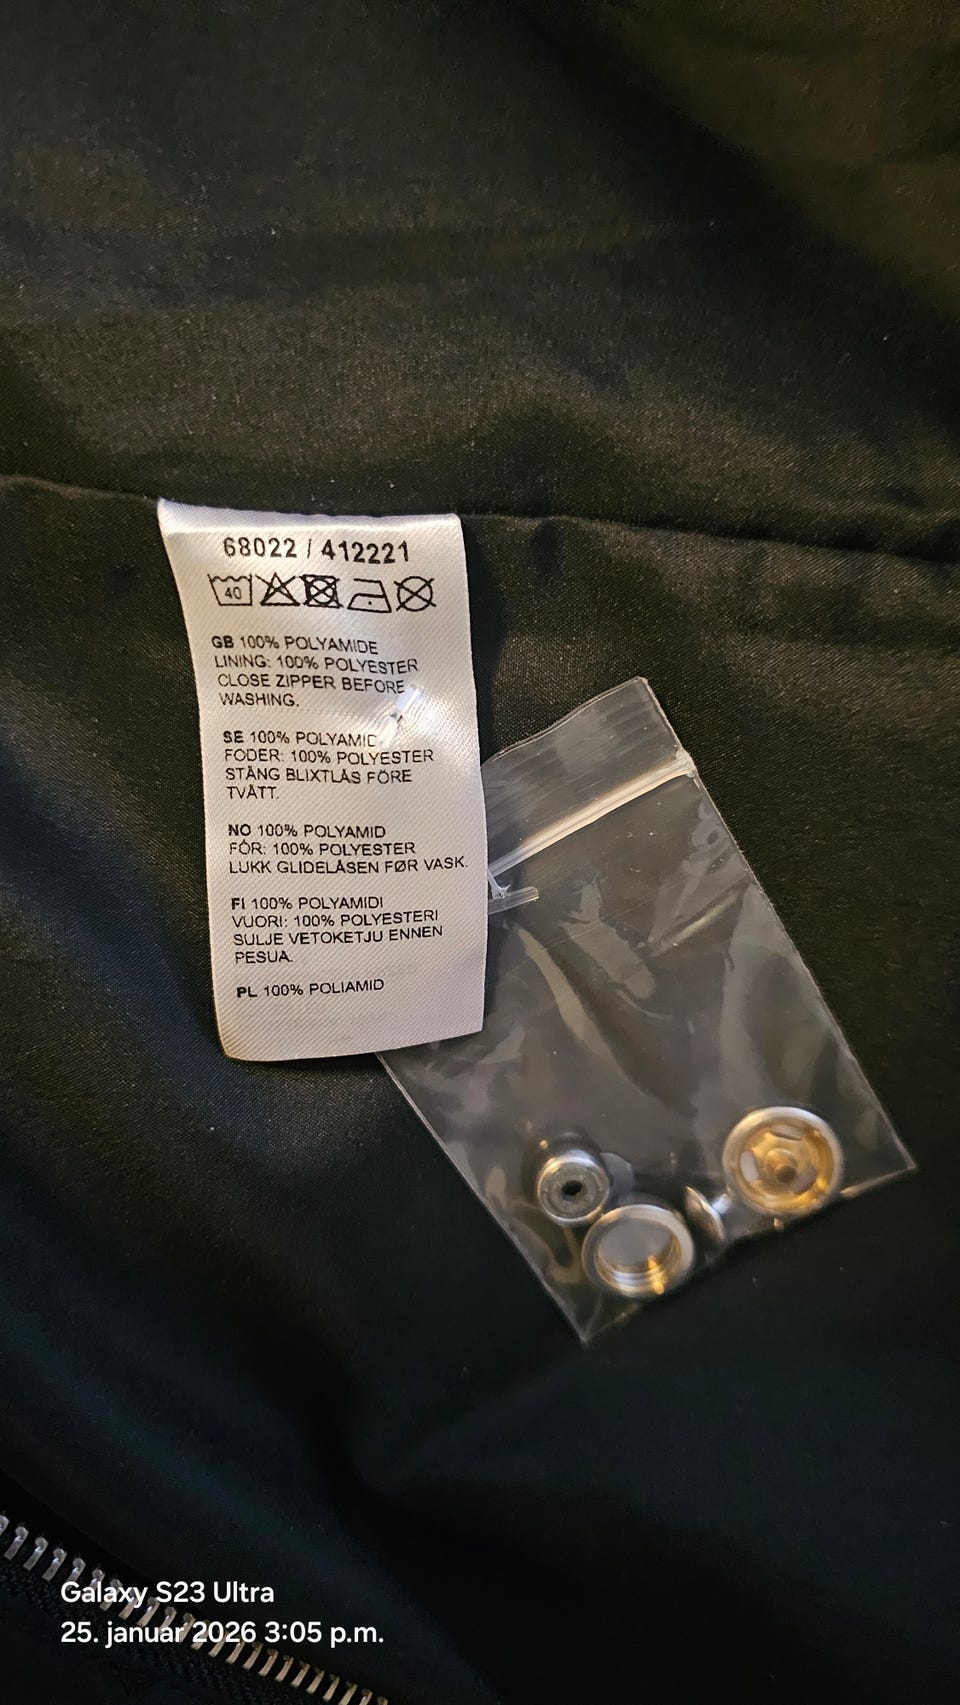 68022 / 412221
40
GB 100% POLYAMIDE
LINING: 100% POLYESTER
CLOSE ZIPPER BEFORE
WASHING.
SE 100% POLYAMID
FODER: 100% POLYESTER
STÄNG BLIXTLÅS FÖRE
TVÄTT.
NO 100% POLYAMID
FÔR: 100% POLYESTER
LUKK GLIDELÅSEN FØR VASK.
FI 100% POLYAMIDI
VUORI: 100% POLYESTERI
SULJE VETOKETJU ENNEN
PESUA.
PL 100% POLIAMID
Galaxy S23 Ultra
25. januar 2026 3:05 p.m.